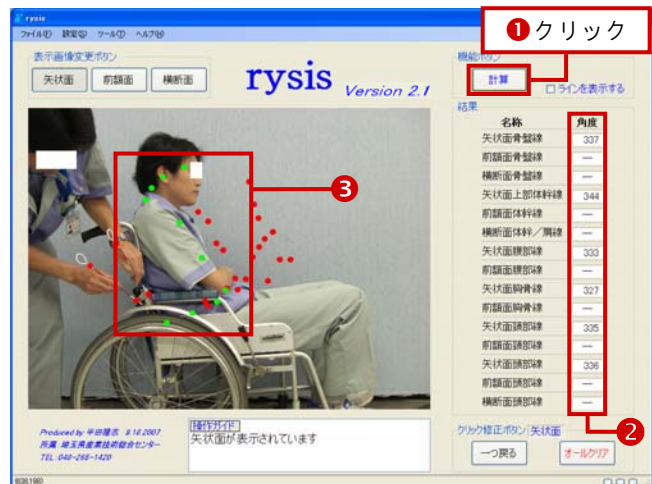 rysis
ファイル(F) 設定(S) ツール(T) ヘルプ(H)
❶クリック
表示画像変更ボタン
矢状面 前額面 横断面
rysis Version 2.1
機能ボタン
計算
ラインを表示する
結果
名称 角度
矢状面骨盤線 337
前額面骨盤線 ―
横断面骨盤線 ―
矢状面上部体幹線 344
前額面体幹線 ―
横断面体幹/肩線 ―
矢状面腹部線 333
前額面腹部線 ―
矢状面胸骨線 327
前額面胸骨線 ―
矢状面頚部線 335
前額面頚部線 ―
矢状面頭部線 336
前額面頭部線 ―
横断面頭部線 ―
❸
❷
Produced by 半田隆志 9.10.2007
所属 埼玉県産業技術総合センター
TEL 048-265-1420
操作ガイド
矢状面が表示されています
クリック修正ボタン 矢状面
一つ戻る オールクリア